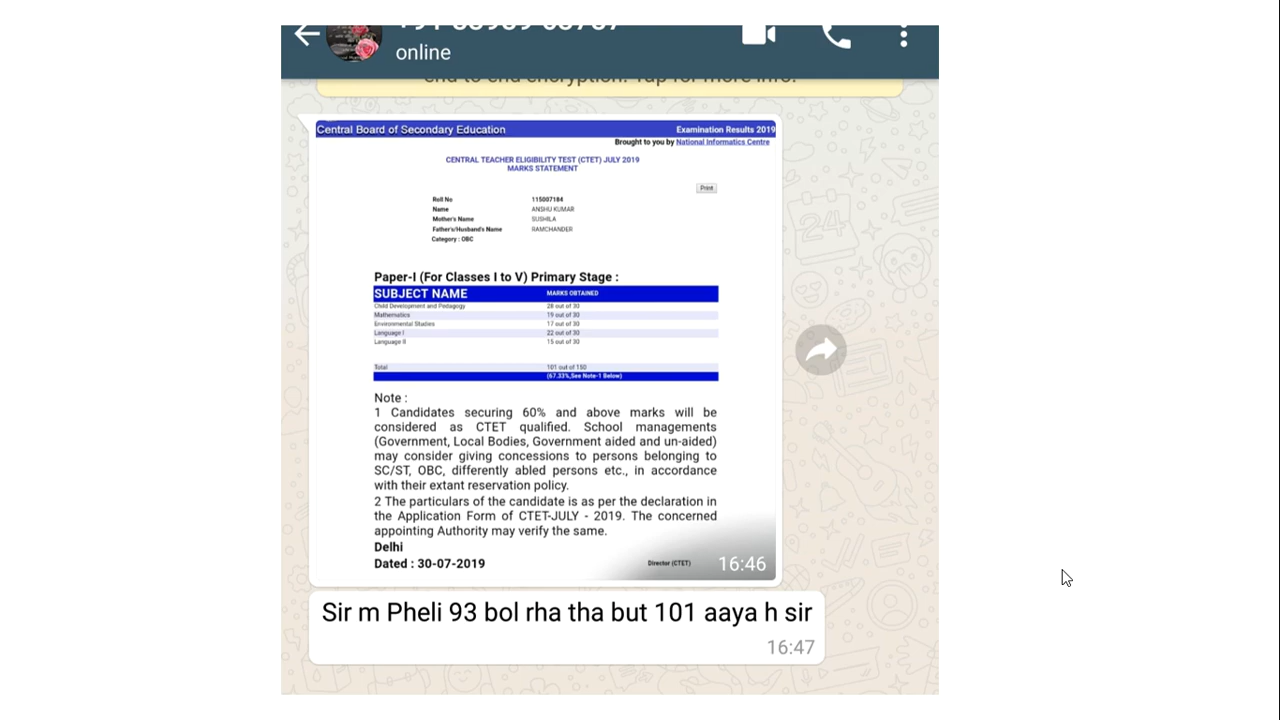 online
end to end encryption. Tap for more info.
Central Board of Secondary Education Examination Results 2019
Brought to you by National Informatics Centre
CENTRAL TEACHER ELIGIBILITY TEST (CTET) JULY 2019
MARKS STATEMENT
Print
Roll No 115007184
Name ANSHU KUMAR
Mother's Name SUSHILA
Father's/Husband's Name RAMCHANDER
Category : OBC
Paper-I (For Classes I to V) Primary Stage :
SUBJECT NAME MARKS OBTAINED
Child Development and Pedagogy 28 out of 30
Mathematics 19 out of 30
Environmental Studies 17 out of 30
Language I 22 out of 30
Language II 15 out of 30
Total 101 out of 150
(67.33%,See Note-1 Below)
Note :
1 Candidates securing 60% and above marks will be
considered as CTET qualified. School managements
(Government, Local Bodies, Government aided and un-aided)
may consider giving concessions to persons belonging to
SC/ST, OBC, differently abled persons etc., in accordance
with their extant reservation policy.
2 The particulars of the candidate is as per the declaration in
the Application Form of CTET-JULY - 2019. The concerned
appointing Authority may verify the same.
Delhi
Dated : 30-07-2019 Director (CTET) 16:46
Sir m Pheli 93 bol rha tha but 101 aaya h sir
16:47